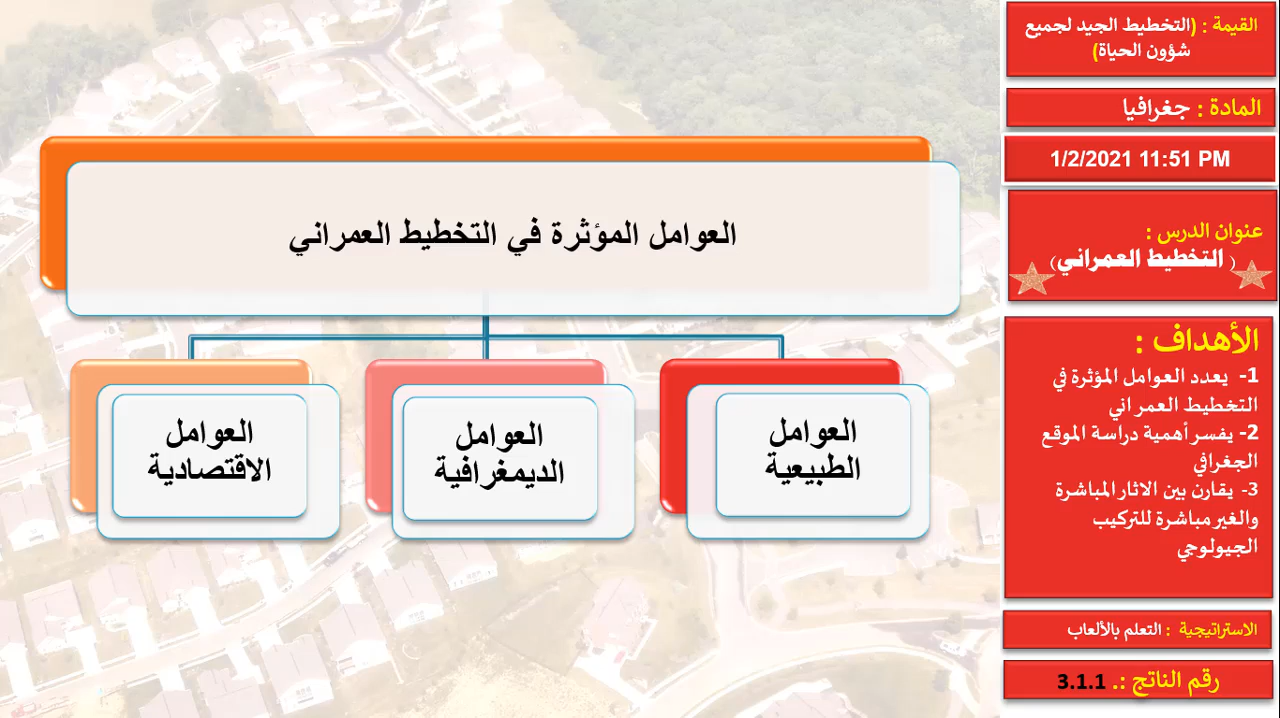 القيمة : (التخطيط الجيد لجميع
شؤون الحياة)
المادة : جغرافيا
1/2/2021 11:51 PM
عنوان الدرس :
( التخطيط العمراني)
الأهداف :
1- يعدد العوامل المؤثرة في
التخطيط العمراني
2- يفسر أهمية دراسة الموقع
الجغرافي
3- يقارن بين الاثار المباشرة
والغير مباشرة للتركيب
الجيولوجي
الاستراتيجية : التعلم بالألعاب
رقم الناتج :. 3.1.1
العوامل المؤثرة في التخطيط العمراني
العوامل
الطبيعية
العوامل
الديمغرافية
العوامل
الاقتصادية